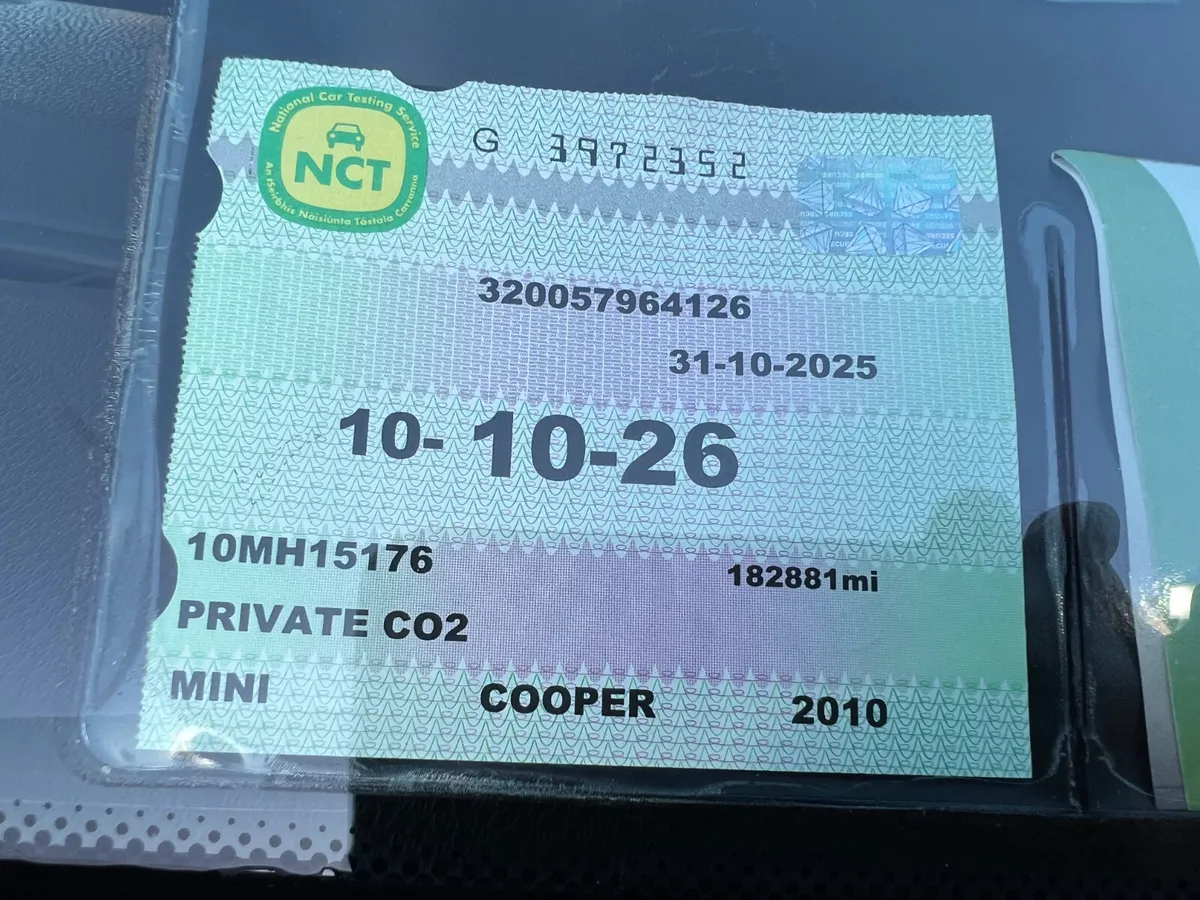 National Car Testing Service
NCT
An tSeirbhís Náisiúnta Tástála Carranna
G 3972352
320057964126
31-10-2025
10- 10-26
10MH15176
182881mi
PRIVATE CO2
MINI COOPER 2010